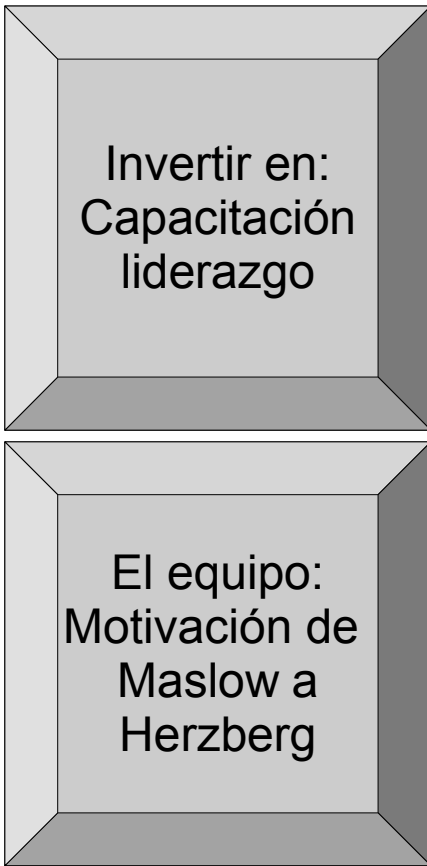 Invertir en:
Capacitación
liderazgo
El equipo:
Motivación de
Maslow a
Herzberg